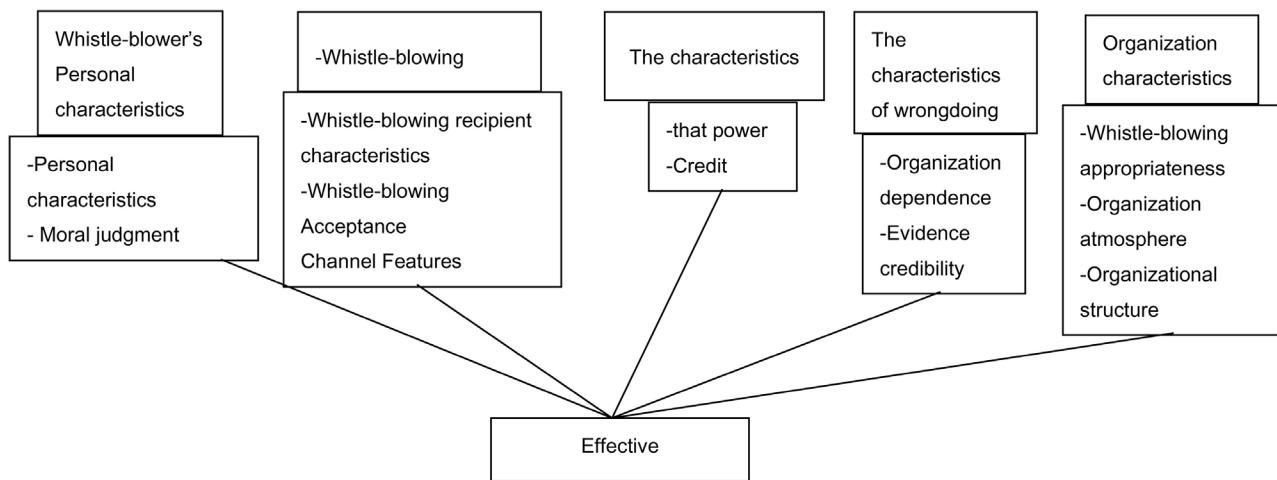 Whistle-blower's
Personal
characteristics
-Personal
characteristics
- Moral judgment
-Whistle-blowing
-Whistle-blowing recipient
characteristics
-Whistle-blowing
Acceptance
Channel Features
The characteristics
-that power
-Credit
The
characteristics
of wrongdoing
-Organization
dependence
-Evidence
credibility
Organization
characteristics
-Whistle-blowing
appropriateness
-Organization
atmosphere
-Organizational
structure
Effective